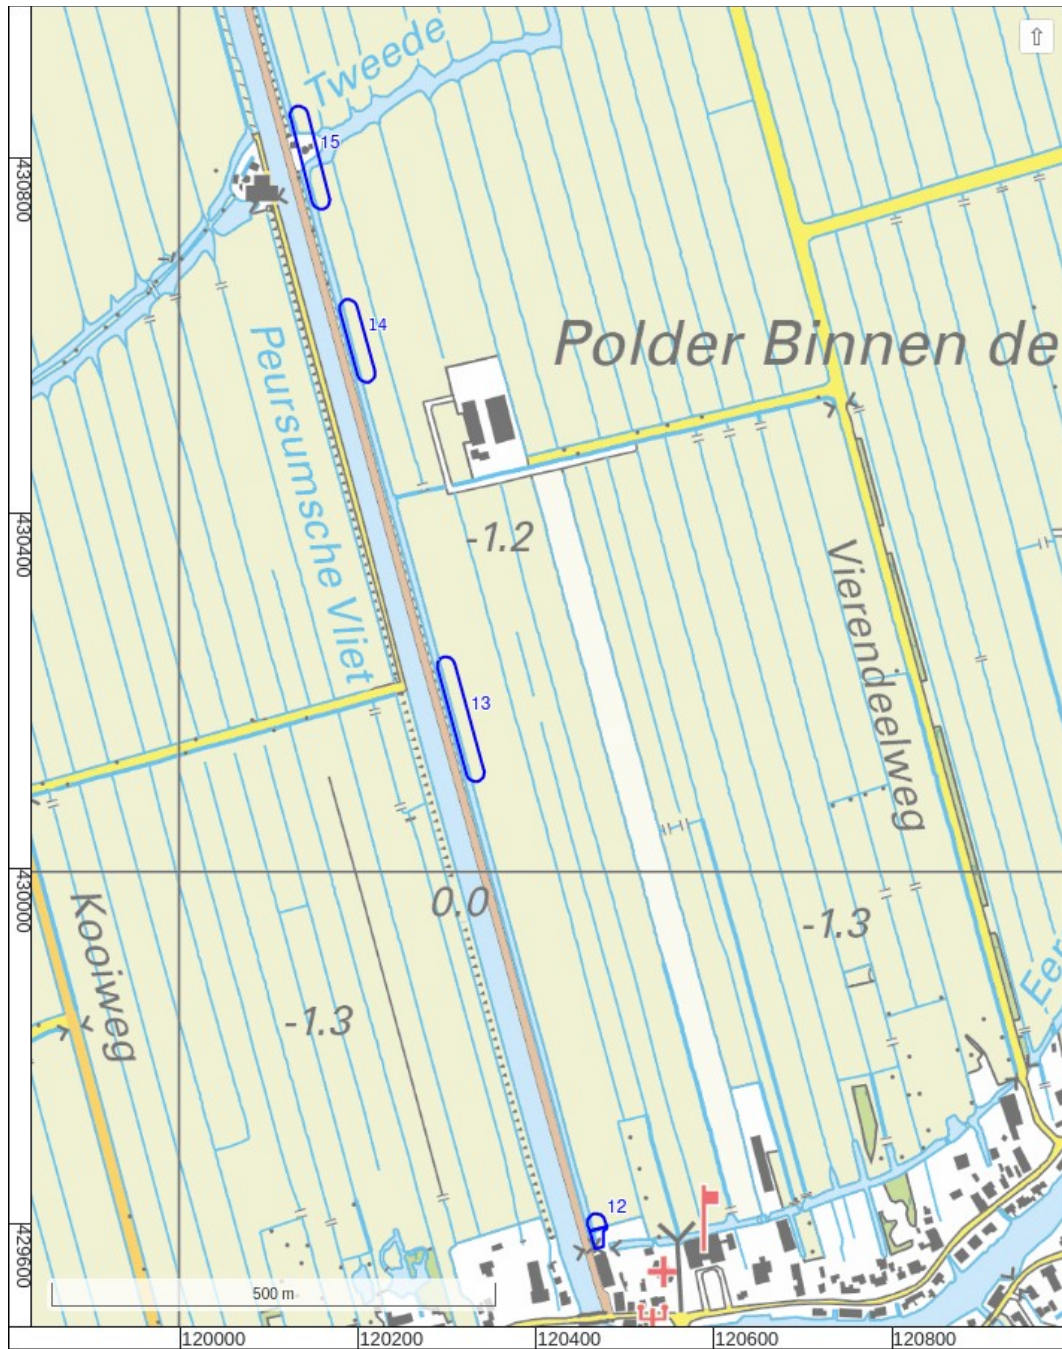 ⇧
Tweede
15
430800
14
Polder Binnen de
Peursumsche Vliet
-1.2
430400
Vierendeelweg
13
430000
0.0
-1.3
Kooiweg
-1.3
Eer
12
429600
500 m
120000
120200
120400
120600
120800